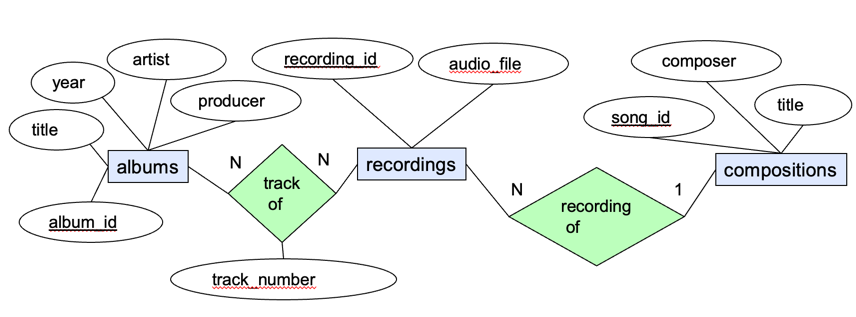 artist
year
producer
title
albums
album_id
N
N
track
of
track_number
recording_id
audio_file
recordings
N
1
recording
of
composer
song_id
title
compositions